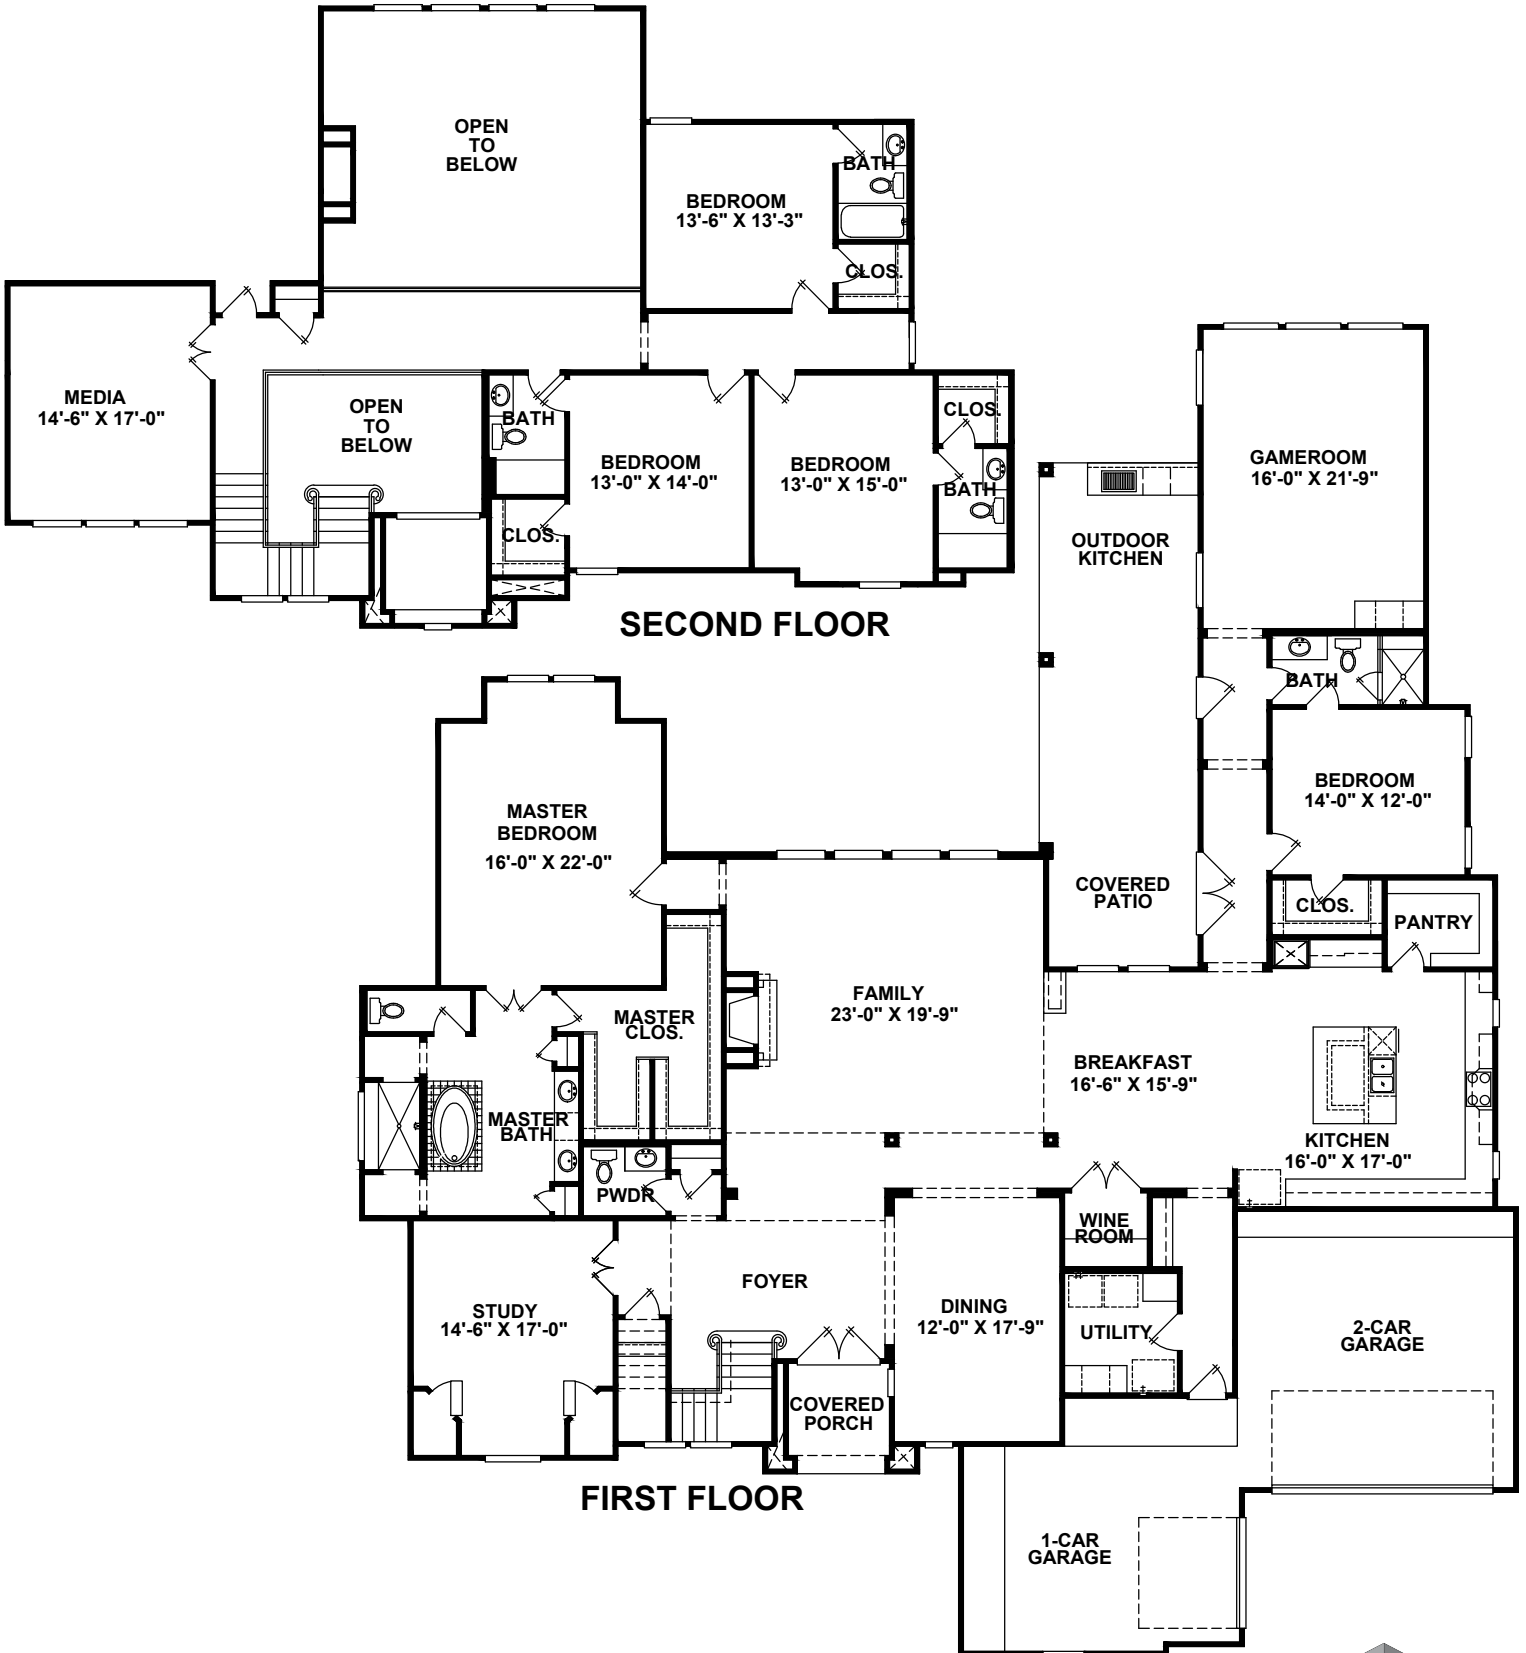 OPEN
TO
BELOW
BEDROOM
13'-6" X 13'-3"
BATH
CLOS.
MEDIA
14'-6" X 17'-0"
OPEN
TO
BELOW
BATH
BEDROOM
13'-0" X 14'-0"
CLOS.
BEDROOM
13'-0" X 15'-0"
CLOS.
BATH
SECOND FLOOR
GAMEROOM
16'-0" X 21'-9"
OUTDOOR
KITCHEN
BATH
BEDROOM
14'-0" X 12'-0"
MASTER
BEDROOM
16'-0" X 22'-0"
COVERED
PATIO
CLOS.
PANTRY
MASTER
CLOS.
FAMILY
23'-0" X 19'-9"
BREAKFAST
16'-6" X 15'-9"
MASTER
BATH
KITCHEN
16'-0" X 17'-0"
PWDR
WINE
ROOM
FOYER
STUDY
14'-6" X 17'-0"
DINING
12'-0" X 17'-9"
UTILITY
2-CAR
GARAGE
COVERED
PORCH
FIRST FLOOR
1-CAR
GARAGE